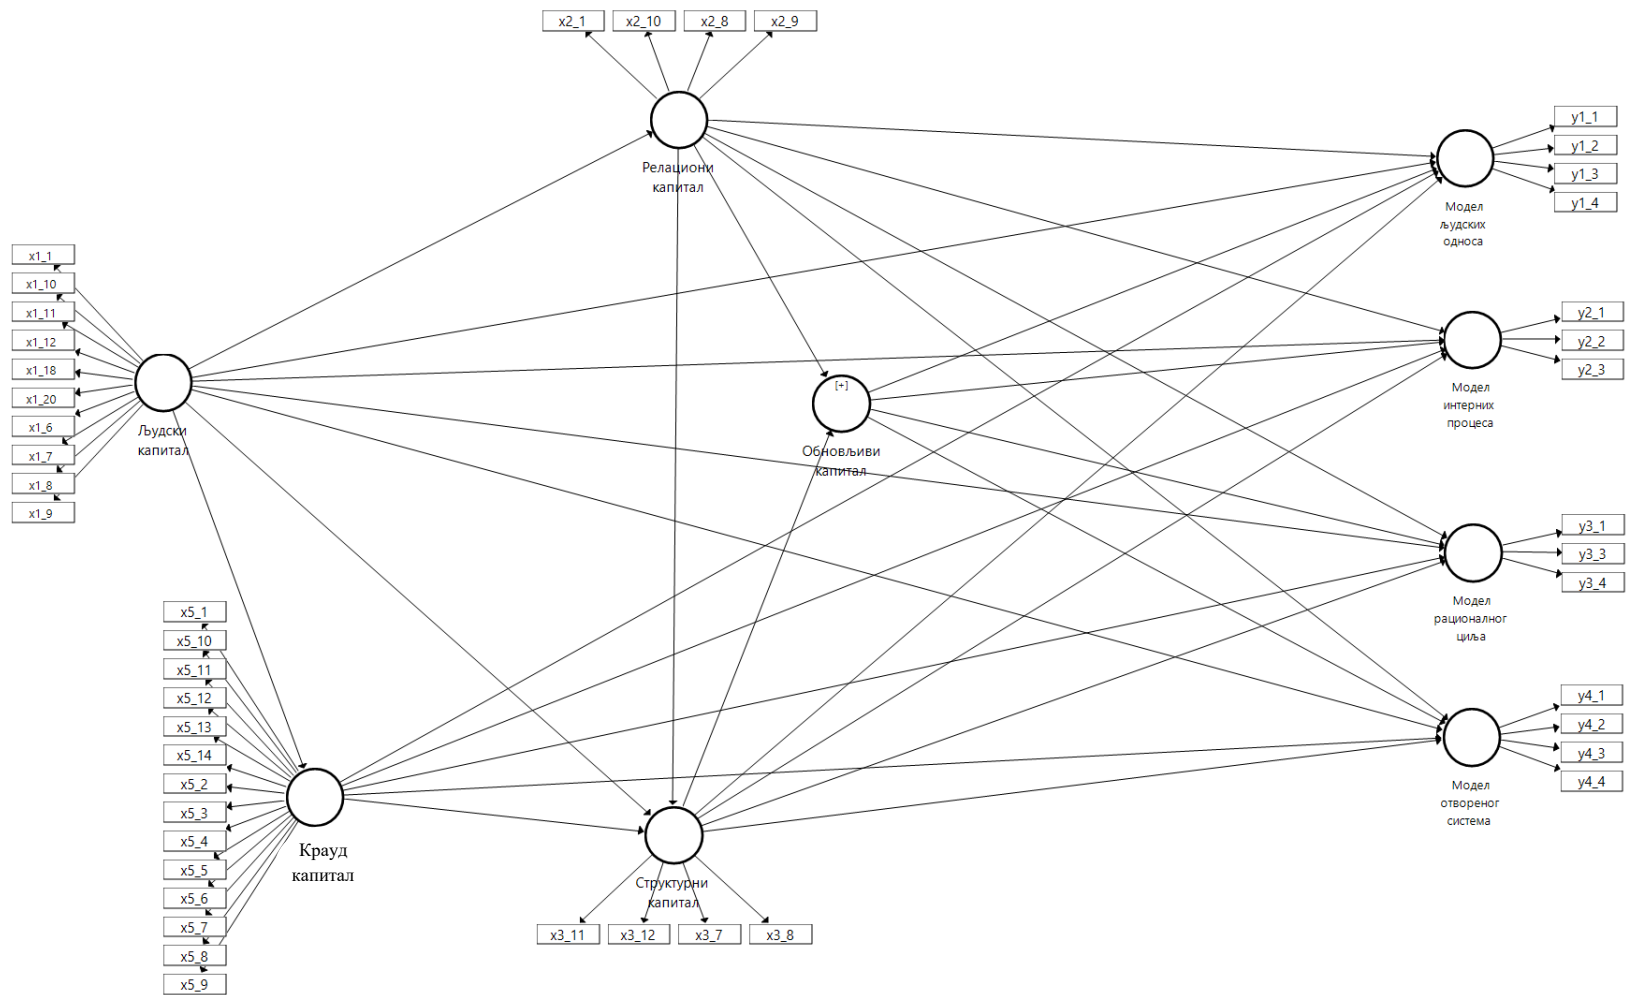 x2_1
x2_10
x2_8
x2_9
Релациони
капитал
x1_1
x1_10
x1_11
x1_12
x1_18
x1_20
x1_6
x1_7
x1_8
x1_9
Људски
капитал
[+]
Обновљиви
капитал
x5_1
x5_10
x5_11
x5_12
x5_13
x5_14
x5_2
x5_3
x5_4
x5_5
x5_6
x5_7
x5_8
x5_9
Крауд
капитал
Структурни
капитал
x3_11
x3_12
x3_7
x3_8
y1_1
y1_2
y1_3
y1_4
Модел
људских
односа
y2_1
y2_2
y2_3
Модел
интерних
процеса
y3_1
y3_3
y3_4
Модел
рационалног
циља
y4_1
y4_2
y4_3
y4_4
Модел
отвореног
система